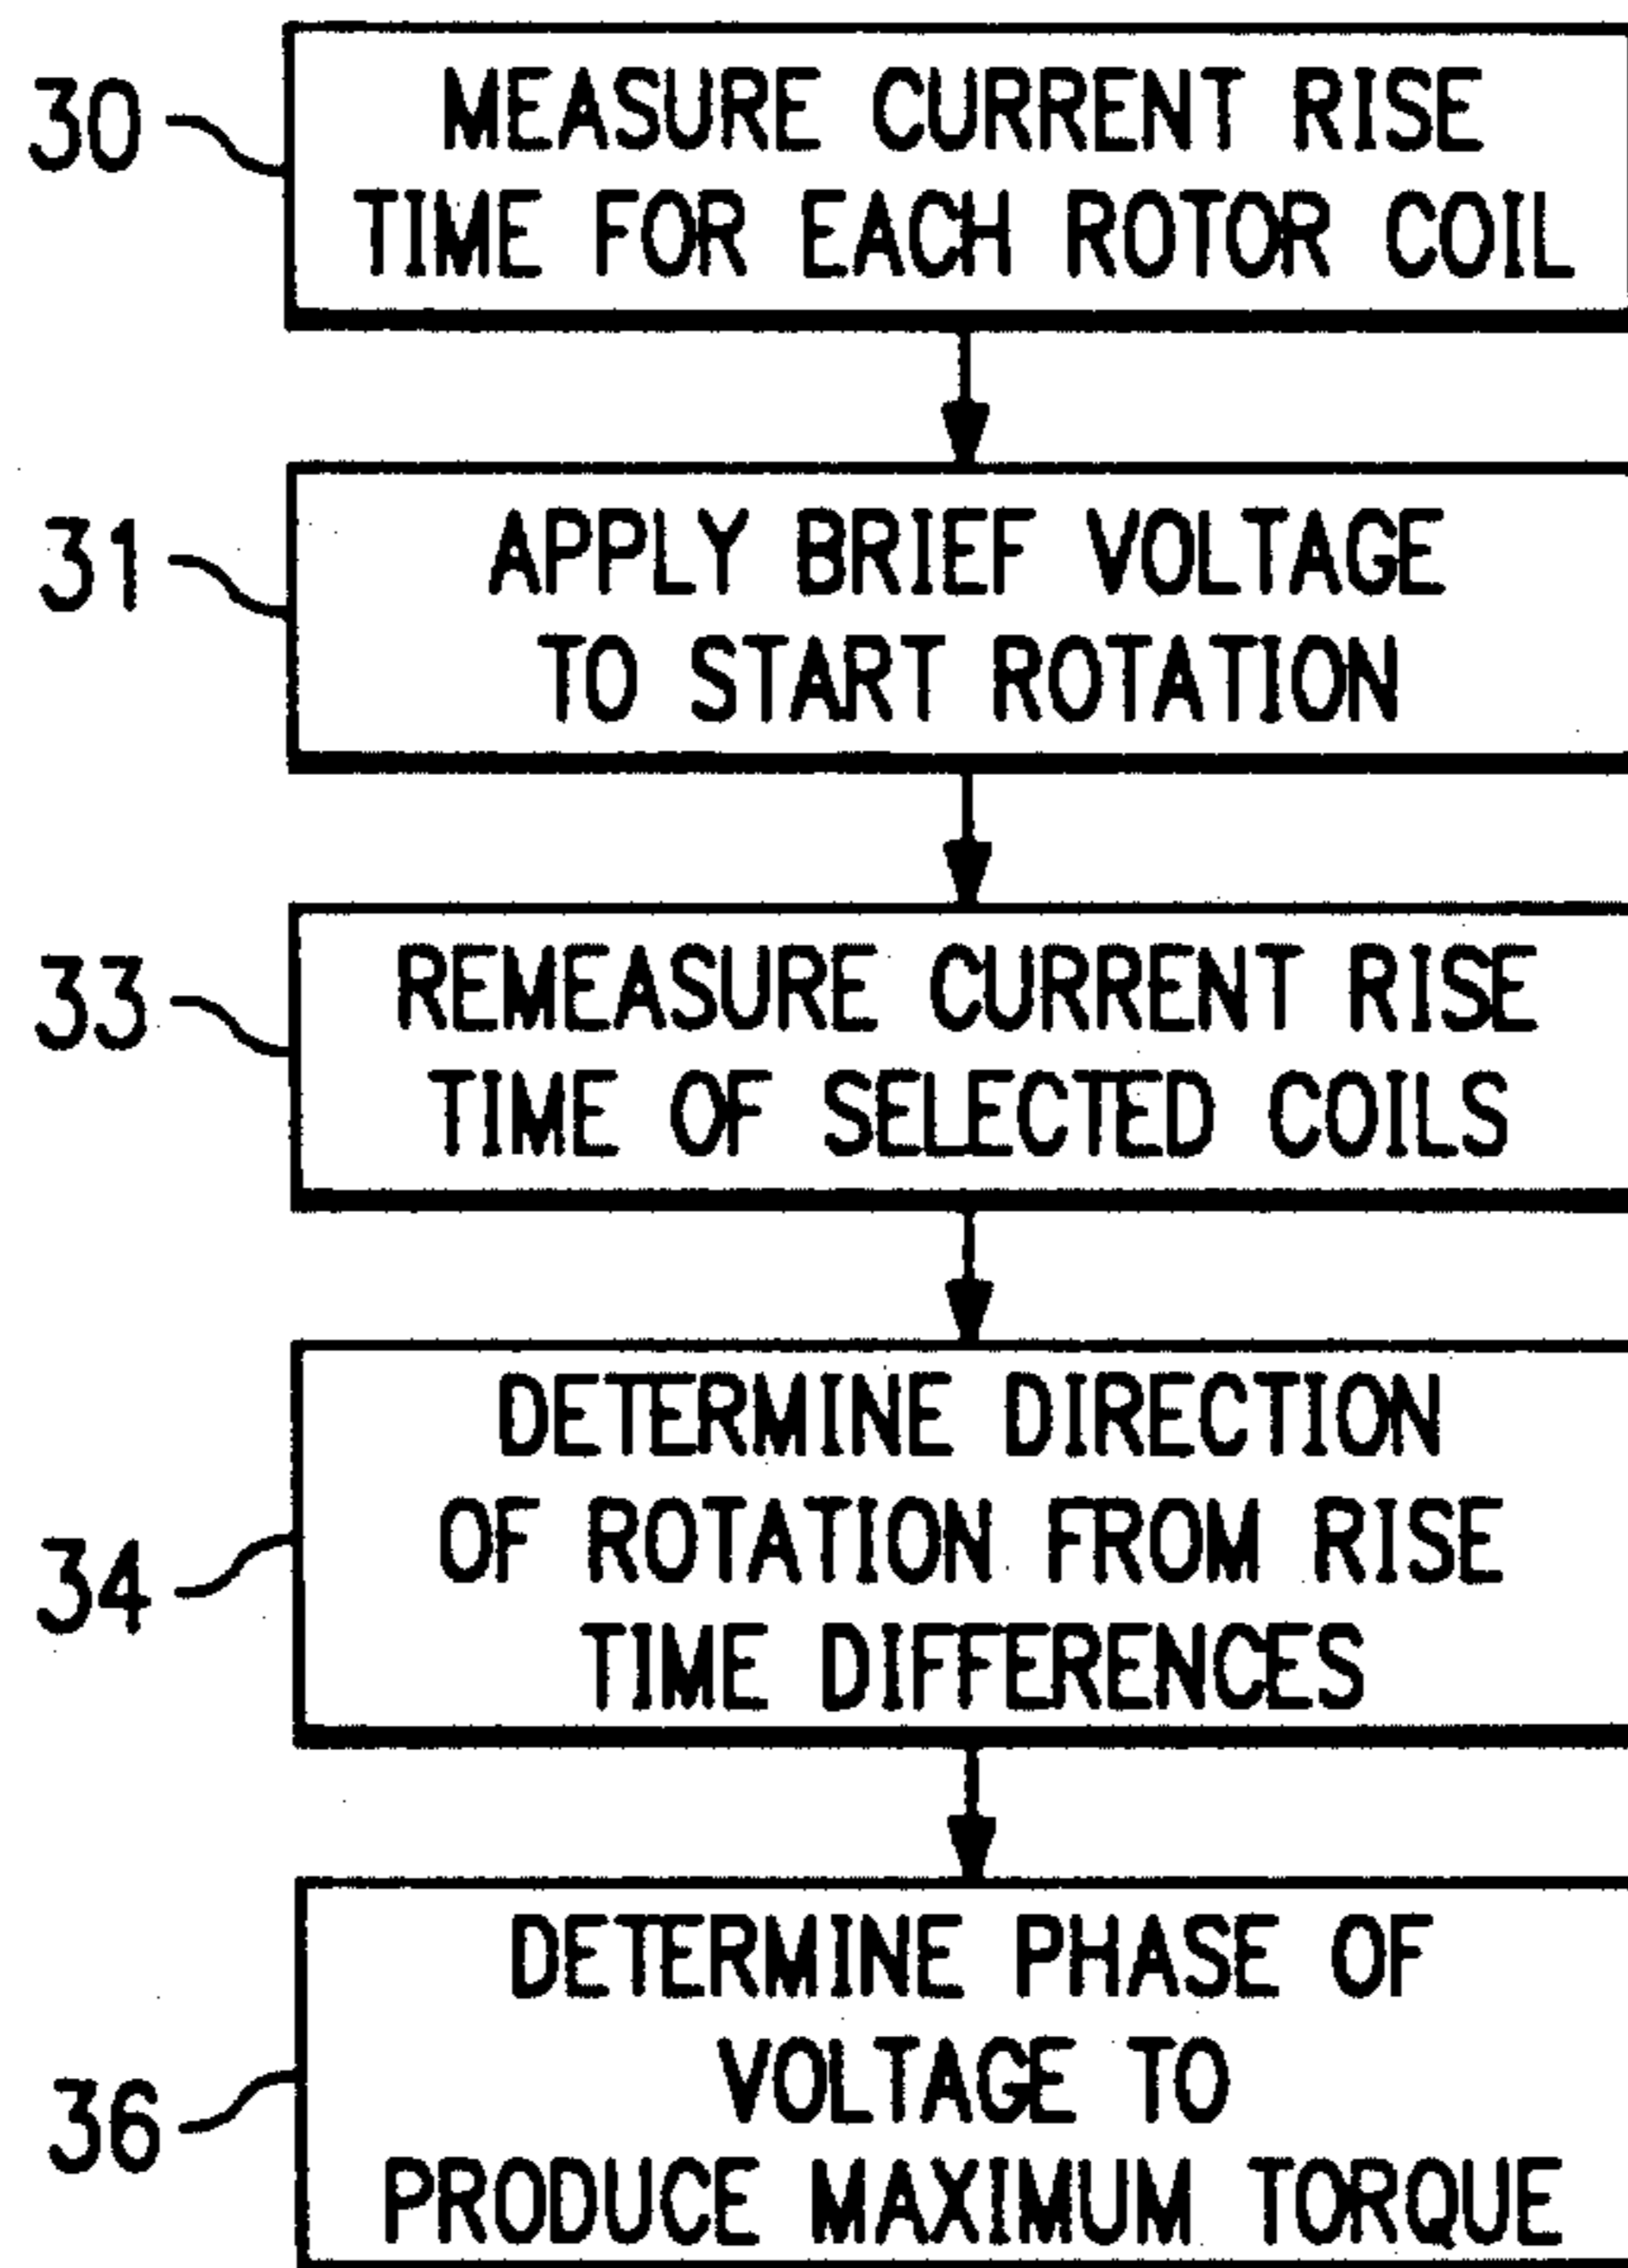 30
MEASURE CURRENT RISE
TIME FOR EACH ROTOR COIL
31
APPLY BRIEF VOLTAGE
TO START ROTATION
33
REMEASURE CURRENT RISE
TIME OF SELECTED COILS
34
DETERMINE DIRECTION
OF ROTATION FROM RISE
TIME DIFFERENCES
36
DETERMINE PHASE OF
VOLTAGE TO
PRODUCE MAXIMUM TORQUE